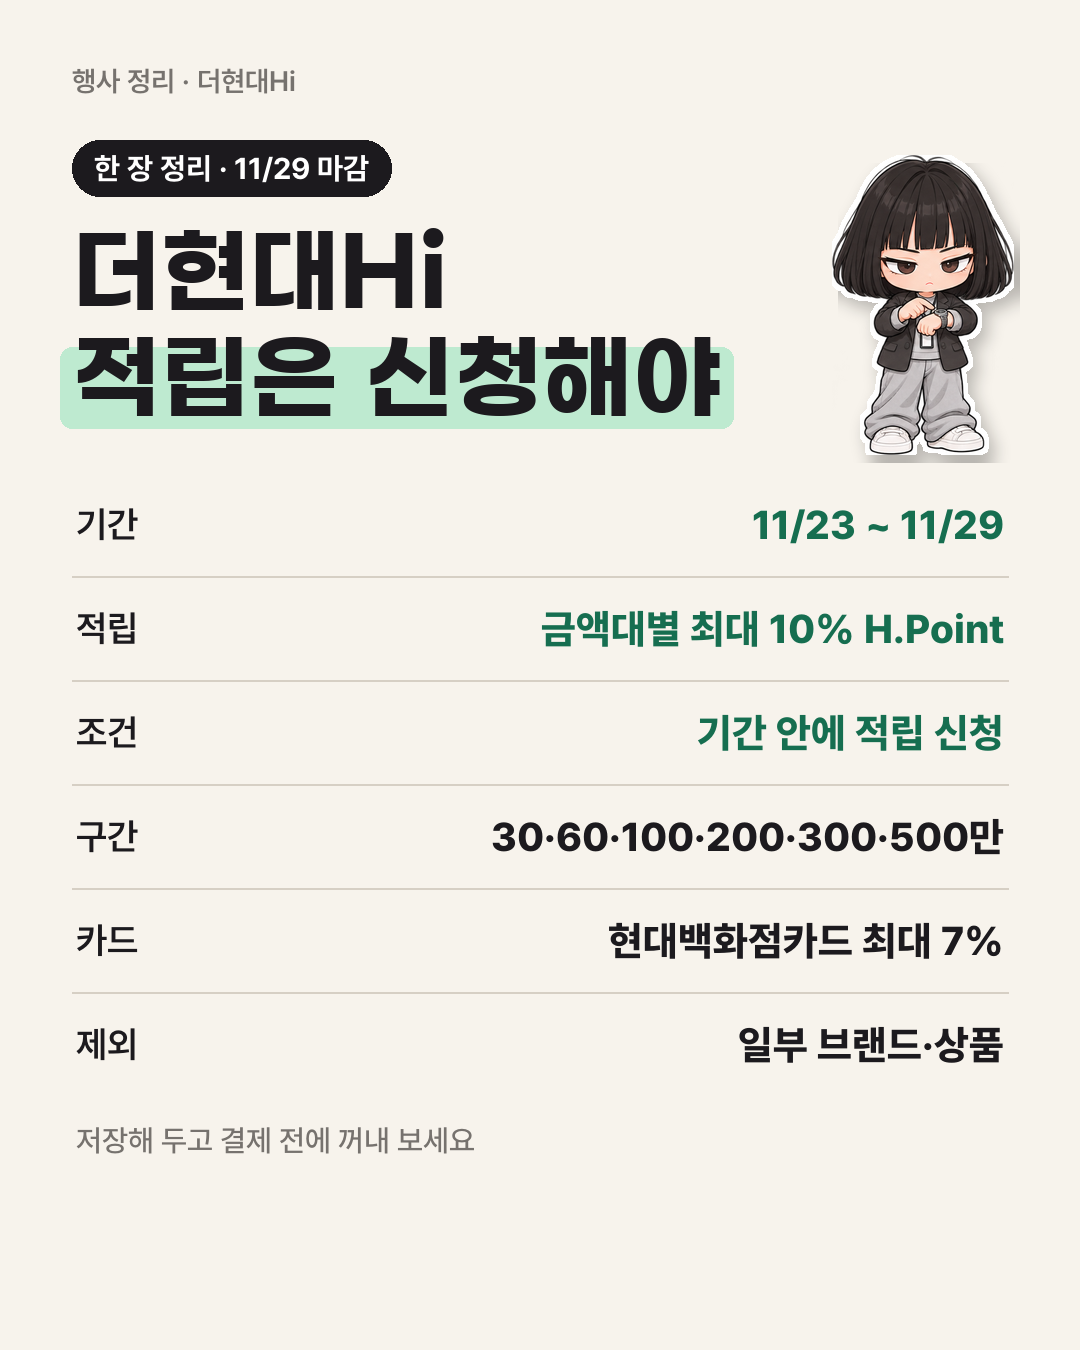 행사 정리 · 더현대Hi
한 장 정리 · 11/29 마감
더현대Hi
적립은 신청해야
기간 11/23 ~ 11/29
적립 금액대별 최대 10% H.Point
조건 기간 안에 적립 신청
구간 30·60·100·200·300·500만
카드 현대백화점카드 최대 7%
제외 일부 브랜드·상품
저장해 두고 결제 전에 꺼내 보세요